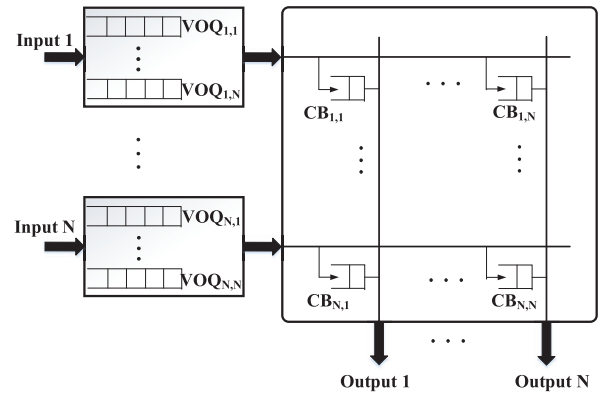 Input 1
VOQ1,1
VOQ1,N
CB1,1
CB1,N
Input N
VOQN,1
VOQN,N
CBN,1
CBN,N
Output 1
Output N